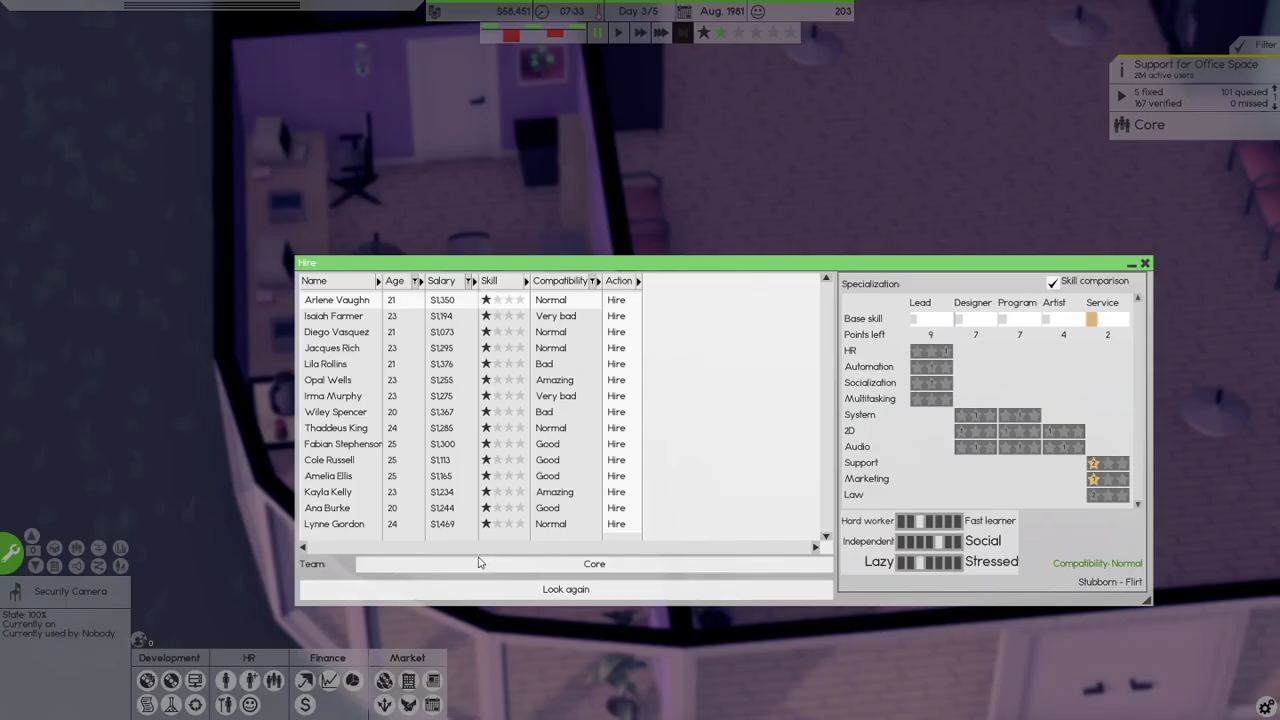 $58,451 07:33 Day 3/5 Aug. 1981 203
Filter
Support for Office Space
264 active users
5 fixed 101 queued
167 verified 0 missed
Core
Hire
Name Age Salary Skill Compatibility Action
Arlene Vaughn 21 $1,350 Normal Hire
Isaiah Farmer 23 $1,194 Very bad Hire
Diego Vasquez 21 $1,073 Normal Hire
Jacques Rich 23 $1,295 Normal Hire
Lila Rollins 21 $1,376 Bad Hire
Opal Wells 23 $1,255 Amazing Hire
Irma Murphy 23 $1,275 Very bad Hire
Wiley Spencer 20 $1,367 Bad Hire
Thaddeus King 24 $1,285 Normal Hire
Fabian Stephenson 25 $1,300 Good Hire
Cole Russell 25 $1,113 Good Hire
Amelia Ellis 25 $1,165 Good Hire
Kayla Kelly 23 $1,234 Amazing Hire
Ana Burke 20 $1,244 Good Hire
Lynne Gordon 24 $1,469 Normal Hire
Team: Core
Look again
Specialization: Skill comparison
Lead Designer Program Artist Service
Base skill
Points left 9 7 7 4 2
HR
Automation
Socialization
Multitasking
System
2D
Audio
Support
Marketing
Law
Hard worker Fast learner
Independent Social
Lazy Stressed
Compatibility: Normal
Stubborn - Flirt
Security Camera
State: 100%
Currently on
Currently used by: Nobody
0
0
Development HR Finance Market